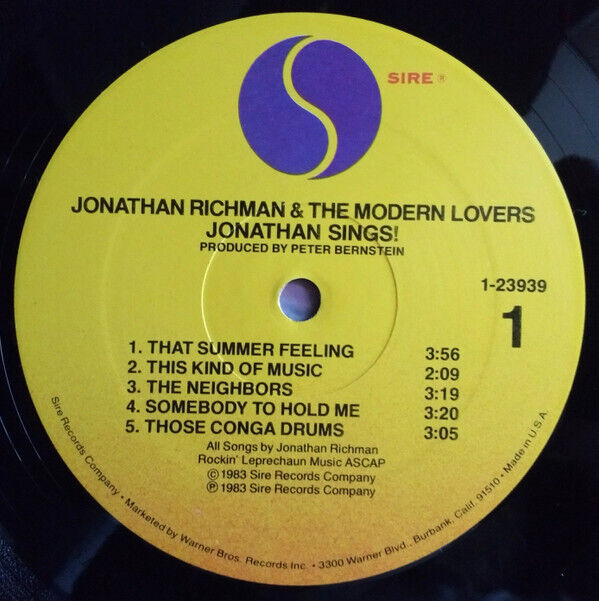 SIRE ®
JONATHAN RICHMAN & THE MODERN LOVERS
JONATHAN SINGS!
PRODUCED BY PETER BERNSTEIN
1-23939
1
1. THAT SUMMER FEELING 3:56
2. THIS KIND OF MUSIC 2:09
3. THE NEIGHBORS 3:19
4. SOMEBODY TO HOLD ME 3:20
5. THOSE CONGA DRUMS 3:05
All Songs by Jonathan Richman
Rockin' Leprechaun Music ASCAP
© 1983 Sire Records Company
℗ 1983 Sire Records Company
Sire Records Company • Marketed by Warner Bros. Records Inc. • 3300 Warner Blvd., Burbank, Calif. 91510 • Made in U.S.A.